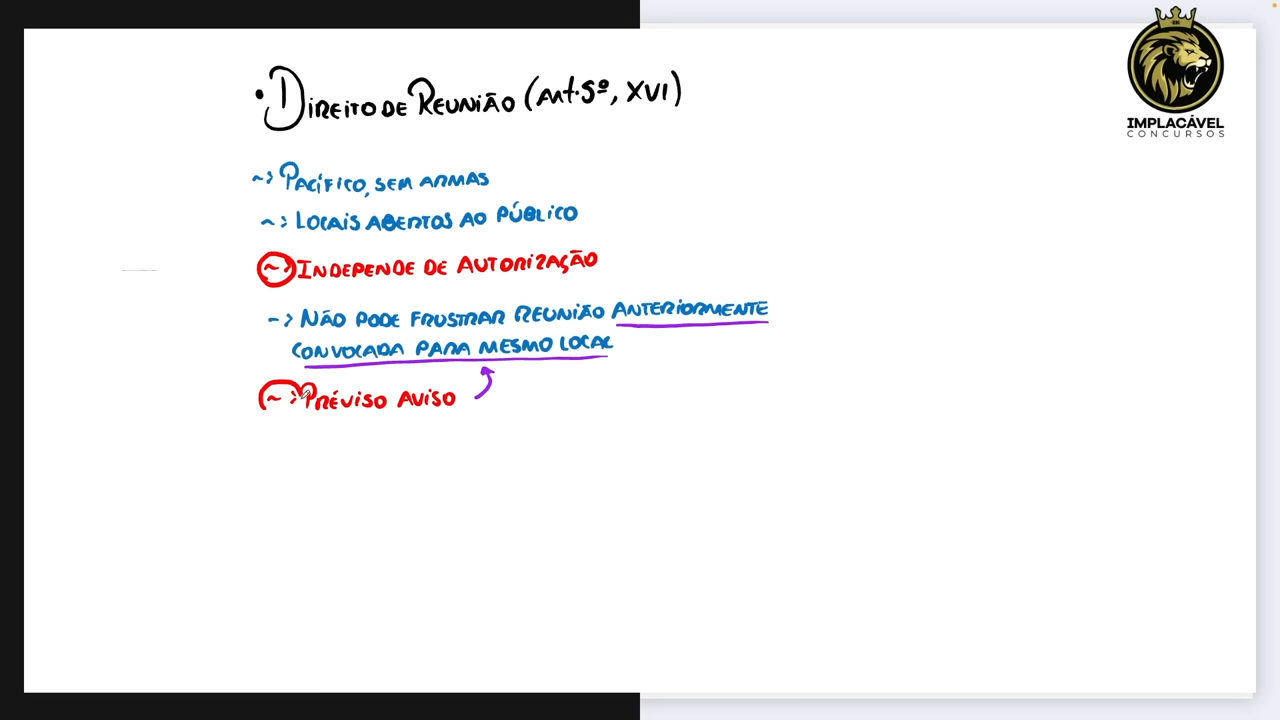 • DIREITO DE REUNIÃO (Art. 5º, XVI)
IMPLACÁVEL
CONCURSOS
~> PACÍFICO, SEM ARMAS
~> LOCAIS ABERTOS AO PÚBLICO
~> INDEPENDE DE AUTORIZAÇÃO
-> NÃO PODE FRUSTRAR REUNIÃO ANTERIORMENTE
CONVOCADA PARA MESMO LOCAL
~> PRÉVISO AVISO